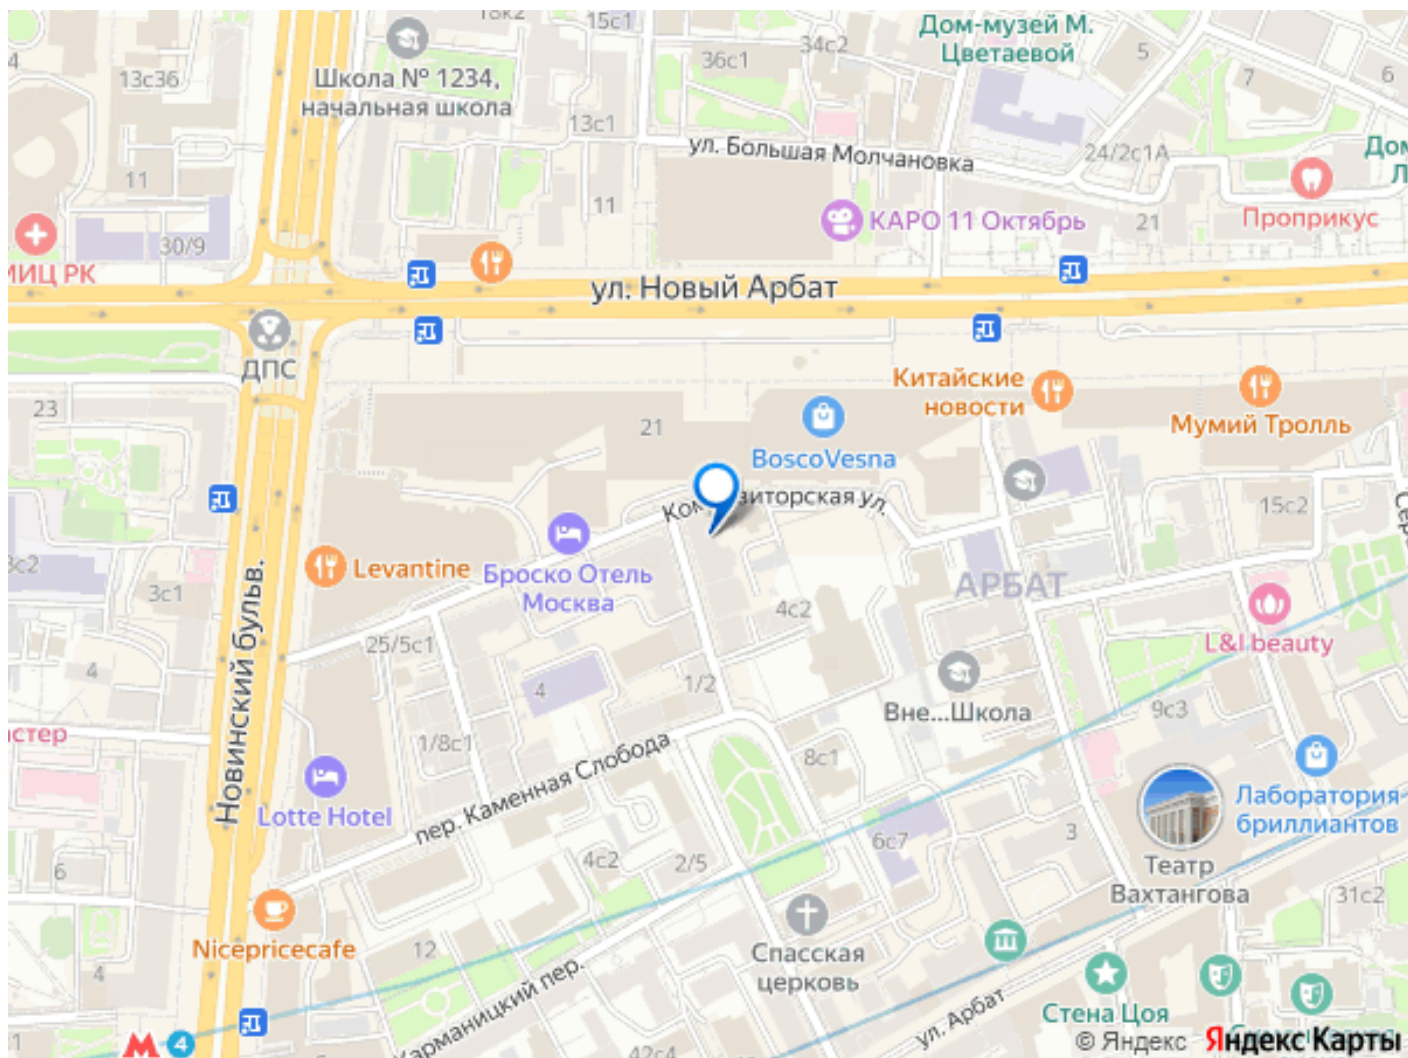 18к2
15с1
Дом-музей М.
Цветаевой
34с2
36с1
5
4
13с36
Школа № 1234,
начальная школа
7
6
13с1
ул. Большая Молчановка
24/2с1А
11
11
Проприкус
КАРО 11 Октябрь
21
30/9
МИЦ РК
ул. Новый Арбат
ДПС
Китайские
новости
23
21
Мумий Тролль
BoscoVesna
15с2
3с1
Levantine
Броско Отель
Москва
АРБАТ
4с2
25/5с1
L&I beauty
Новинский бульв.
4
4
1/2
Вне...Школа
9с3
1/8с1
8с1
Lotte Hotel
пер. Каменная Слобода
Лаборатория
бриллиантов
3
6с7
6
4с2
2/5
Театр
Вахтангова
31с2
Nicepricecafe
12
Спасская
церковь
4
Карманицкий пер.
ул. Арбат
Стена Цоя
М 4
42с4
© Яндекс Яндекс Карты